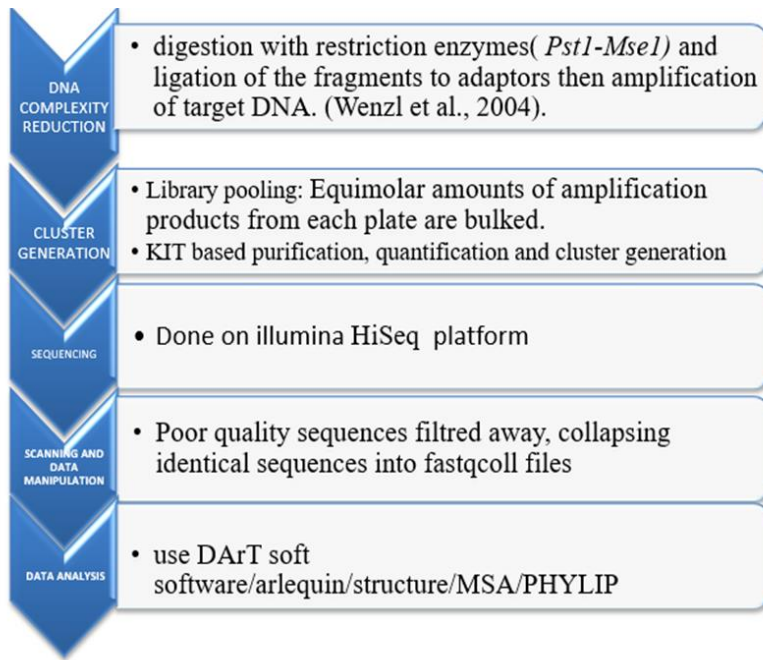 DNA
COMPLEXITY
REDUCTION
• digestion with restriction enzymes( Pst1-Mse1) and
ligation of the fragments to adaptors then amplification
of target DNA. (Wenzl et al., 2004).
CLUSTER
GENERATION
• Library pooling: Equimolar amounts of amplification
products from each plate are bulked.
• KIT based purification, quantification and cluster generation
SEQUENCING
• Done on illumina HiSeq platform
SCANNING AND
DATA
MANIPULATION
• Poor quality sequences filtred away, collapsing
identical sequences into fastqcoll files
DATA ANALYSIS
• use DArT soft
software/arlequin/structure/MSA/PHYLIP